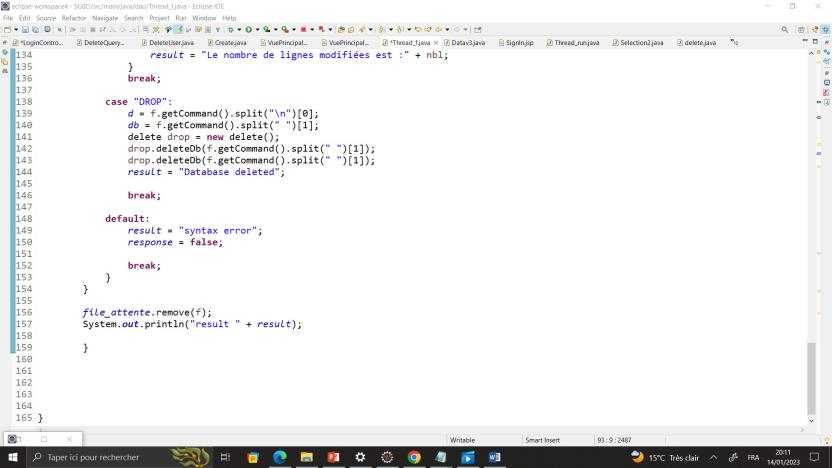 eclipse-workspace4 - SGBD/src/main/java/dao/Thread_f.java - Eclipse IDE
File Edit Source Refactor Navigate Search Project Run Window Help
*LoginContro... DeleteQuery... DeleteUser.java Create.java VuePrincipal... VuePrincipal... *Thread_f.java Datav3.java SignIn.jsp Thread_run.java Selection2.java delete.java
134 result = "Le nombre de lignes modifiées est :" + nbl;
135 }
136 break;
137
138 case "DROP":
139 d = f.getCommand().split("\n")[0];
140 db = f.getCommand().split(" ")[1];
141 delete drop = new delete();
142 drop.deleteDb(f.getCommand().split(" ")[1]);
143 drop.deleteDb(f.getCommand().split(" ")[1]);
144 result = "Database deleted";
145
146 break;
147
148 default:
149 result = "syntax error";
150 response = false;
151
152 break;
153 }
154 }
155
156 file_attente.remove(f);
157 System.out.println("result " + result);
158
159 }
160
161
162
163
164
165 }
Writable Smart Insert 93 : 9 : 2487
Taper ici pour rechercher
15°C Très clair FRA 20:11
14/01/2023